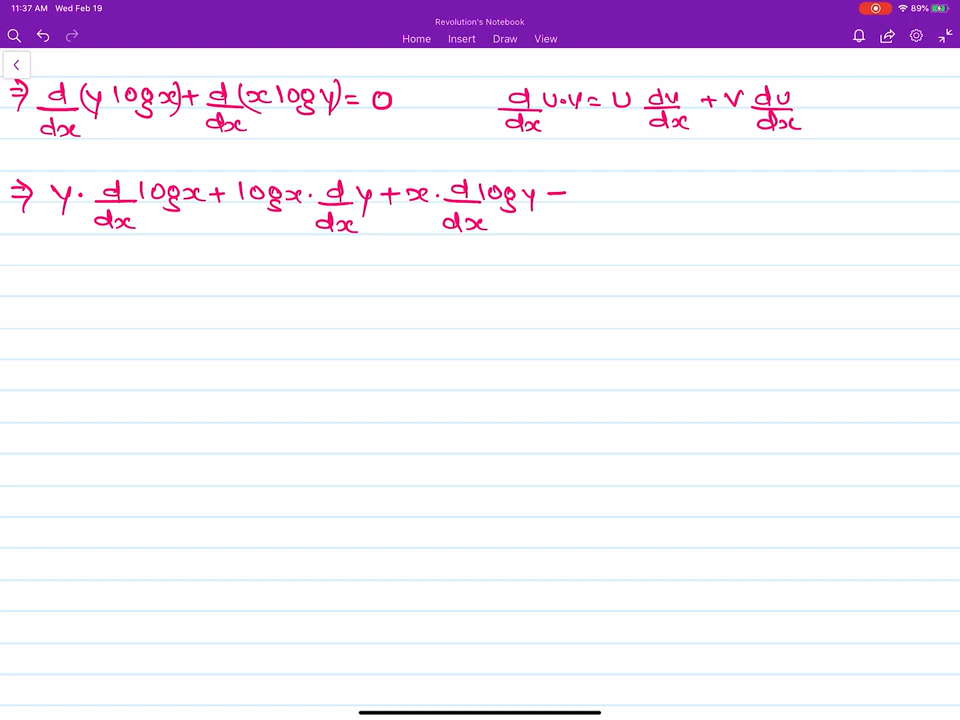 11:37 AM Wed Feb 19
89%
Revolution's Notebook
Home Insert Draw View
⇒ d/dx (y log x) + d/dx (x log y) = 0
d/dx u·v = u dv/dx + v du/dx
⇒ y · d/dx log x + log x · d/dx y + x · d/dx log y –